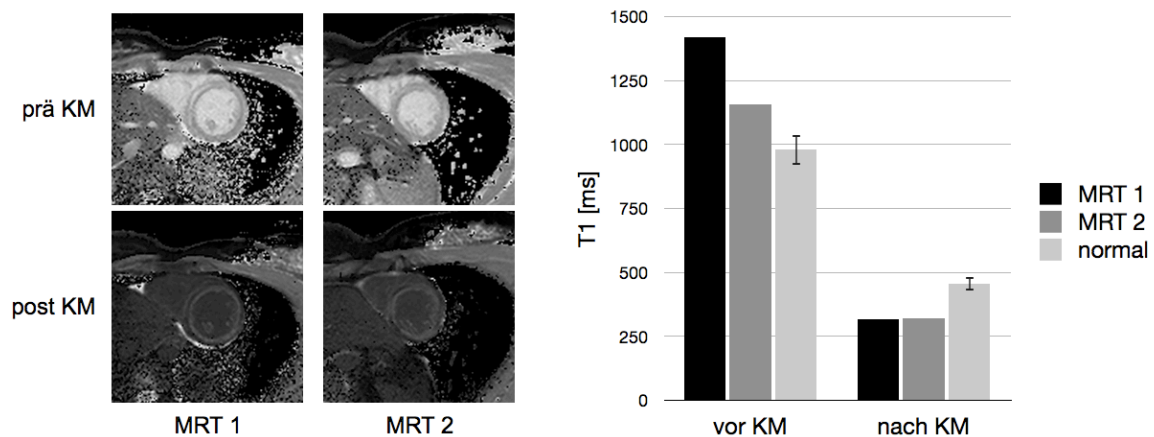 prä KM
post KM
MRT 1
MRT 2
T1 [ms]
1500
1250
1000
750
500
250
0
vor KM
nach KM
MRT 1
MRT 2
normal